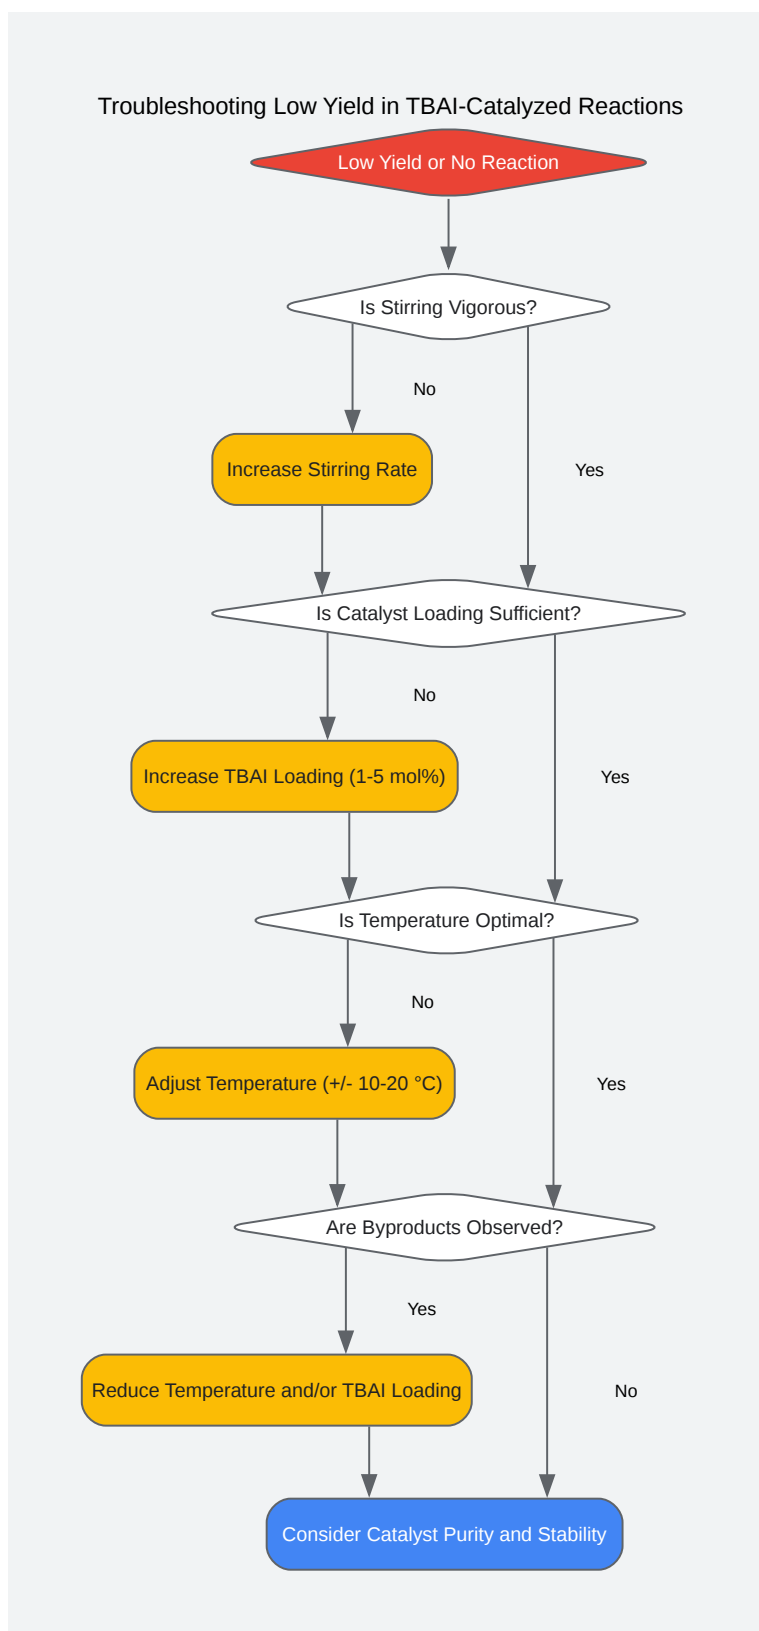 Troubleshooting Low Yield in TBAI-Catalyzed Reactions
Low Yield or No Reaction
Is Stirring Vigorous?
No
Increase Stirring Rate
Yes
Is Catalyst Loading Sufficient?
No
Increase TBAI Loading (1-5 mol%)
Yes
Is Temperature Optimal?
No
Adjust Temperature (+/- 10-20 °C)
Yes
Are Byproducts Observed?
Yes
Reduce Temperature and/or TBAI Loading
No
Consider Catalyst Purity and Stability